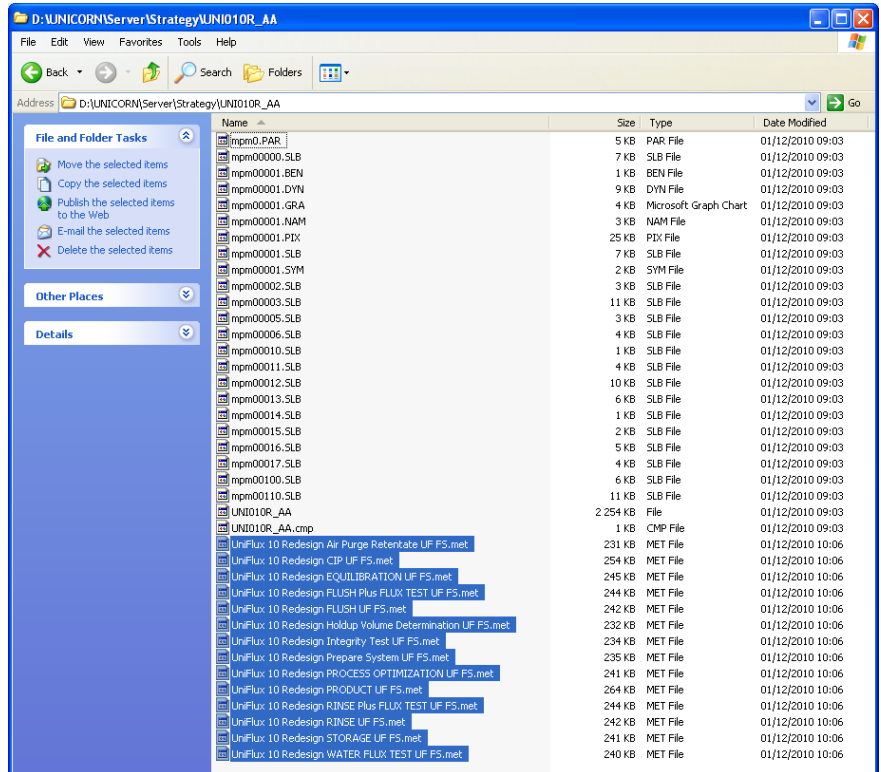 D:\UNICORN\Server\Strategy\UNI010R_AA
File Edit View Favorites Tools Help
Back Search Folders
Address D:\UNICORN\Server\Strategy\UNI010R_AA Go
File and Folder Tasks
Move the selected items
Copy the selected items
Publish the selected items
to the Web
E-mail the selected items
Delete the selected items
Other Places
Details
Name Size Type Date Modified
mpm0.PAR 5 KB PAR File 01/12/2010 09:03
mpm00000.SLB 7 KB SLB File 01/12/2010 09:03
mpm00001.BEN 1 KB BEN File 01/12/2010 09:03
mpm00001.DYN 9 KB DYN File 01/12/2010 09:03
mpm00001.GRA 4 KB Microsoft Graph Chart 01/12/2010 09:03
mpm00001.NAM 3 KB NAM File 01/12/2010 09:03
mpm00001.PIX 25 KB PIX File 01/12/2010 09:03
mpm00001.SLB 7 KB SLB File 01/12/2010 09:03
mpm00001.SYM 2 KB SYM File 01/12/2010 09:03
mpm00002.SLB 3 KB SLB File 01/12/2010 09:03
mpm00003.SLB 11 KB SLB File 01/12/2010 09:03
mpm00005.SLB 3 KB SLB File 01/12/2010 09:03
mpm00006.SLB 4 KB SLB File 01/12/2010 09:03
mpm00010.SLB 1 KB SLB File 01/12/2010 09:03
mpm00011.SLB 4 KB SLB File 01/12/2010 09:03
mpm00012.SLB 10 KB SLB File 01/12/2010 09:03
mpm00013.SLB 6 KB SLB File 01/12/2010 09:03
mpm00014.SLB 1 KB SLB File 01/12/2010 09:03
mpm00015.SLB 2 KB SLB File 01/12/2010 09:03
mpm00016.SLB 5 KB SLB File 01/12/2010 09:03
mpm00017.SLB 4 KB SLB File 01/12/2010 09:03
mpm00100.SLB 6 KB SLB File 01/12/2010 09:03
mpm00110.SLB 11 KB SLB File 01/12/2010 09:03
UNI010R_AA 2 254 KB File 01/12/2010 09:03
UNI010R_AA.cmp 1 KB CMP File 01/12/2010 09:03
UniFlux 10 Redesign Air Purge Retentate UF FS.met 231 KB MET File 01/12/2010 10:06
UniFlux 10 Redesign CIP UF FS.met 254 KB MET File 01/12/2010 10:06
UniFlux 10 Redesign EQUILIBRATION UF FS.met 245 KB MET File 01/12/2010 10:06
UniFlux 10 Redesign FLUSH Plus FLUX TEST UF FS.met 244 KB MET File 01/12/2010 10:06
UniFlux 10 Redesign FLUSH UF FS.met 242 KB MET File 01/12/2010 10:06
UniFlux 10 Redesign Holdup Volume Determination UF FS.met 232 KB MET File 01/12/2010 10:06
UniFlux 10 Redesign Integrity Test UF FS.met 234 KB MET File 01/12/2010 10:06
UniFlux 10 Redesign Prepare System UF FS.met 235 KB MET File 01/12/2010 10:06
UniFlux 10 Redesign PROCESS OPTIMIZATION UF FS.met 241 KB MET File 01/12/2010 10:06
UniFlux 10 Redesign PRODUCT UF FS.met 264 KB MET File 01/12/2010 10:06
UniFlux 10 Redesign RINSE Plus FLUX TEST UF FS.met 244 KB MET File 01/12/2010 10:06
UniFlux 10 Redesign RINSE UF FS.met 242 KB MET File 01/12/2010 10:06
UniFlux 10 Redesign STORAGE UF FS.met 241 KB MET File 01/12/2010 10:06
UniFlux 10 Redesign WATER FLUX TEST UF FS.met 240 KB MET File 01/12/2010 10:06